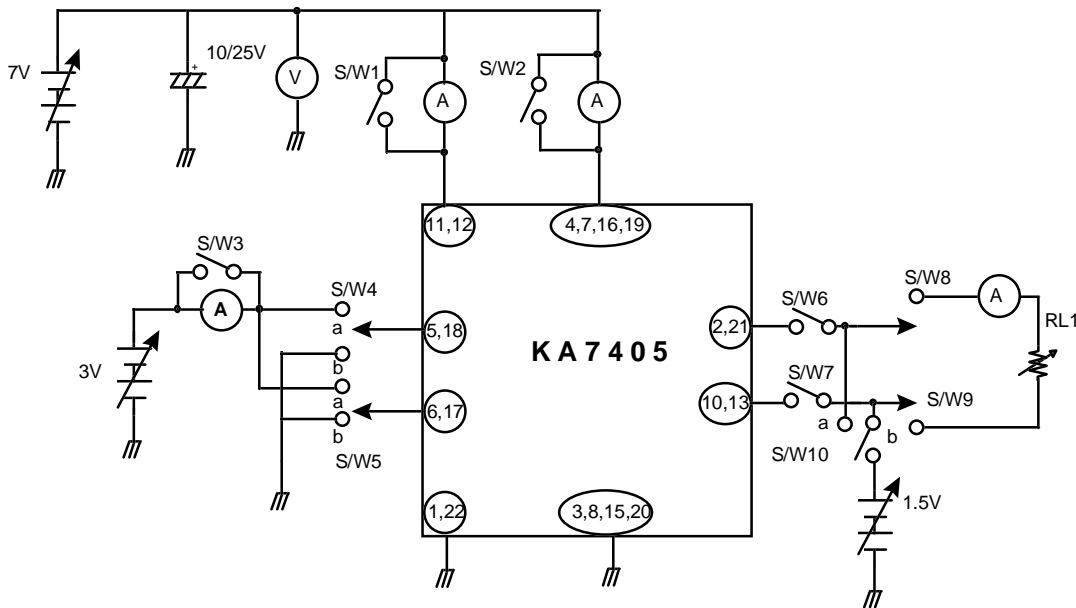 10/25V
+
7V
V
S/W1
A
S/W2
A
11,12
4,7,16,19
S/W3
A
S/W4
a
5,18
b
3V
a
6,17
b
S/W5
KA7405
2,21
S/W6
S/W8
A
RL1
10,13
S/W7
S/W9
a
b
S/W10
1.5V
1,22
3,8,15,20